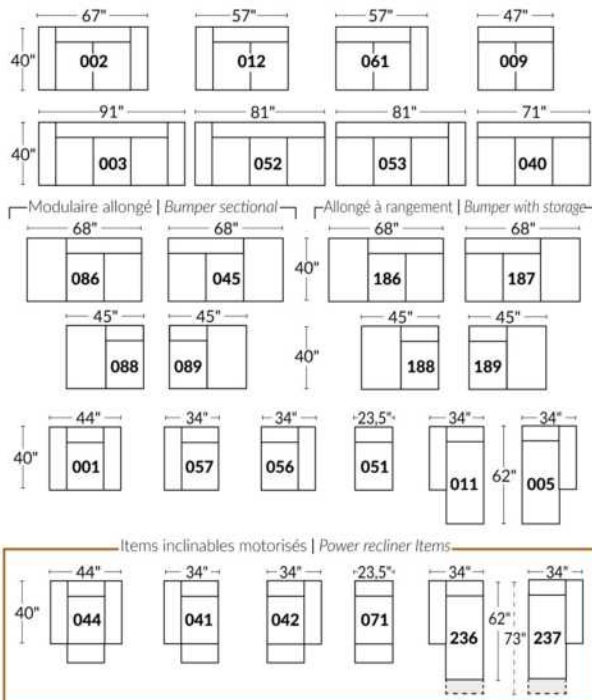 67" 57" 57" 47"
40" 002 012 061 009
91" 81" 81" 71"
40" 003 052 053 040
Modulaire allongé | Bumper sectional Allongé à rangement | Bumper with storage
68" 68" 68" 68"
086 045 40" 186 187
45" 45" 45" 45"
088 089 40" 188 189
44" 34" 34" 23,5" 34" 34"
40" 001 057 056 051 011 62" 005
Items inclinables motorisés | Power recliner Items
44" 34" 34" 23,5" 34" 34"
40" 044 041 042 071 236 62" 73" 237